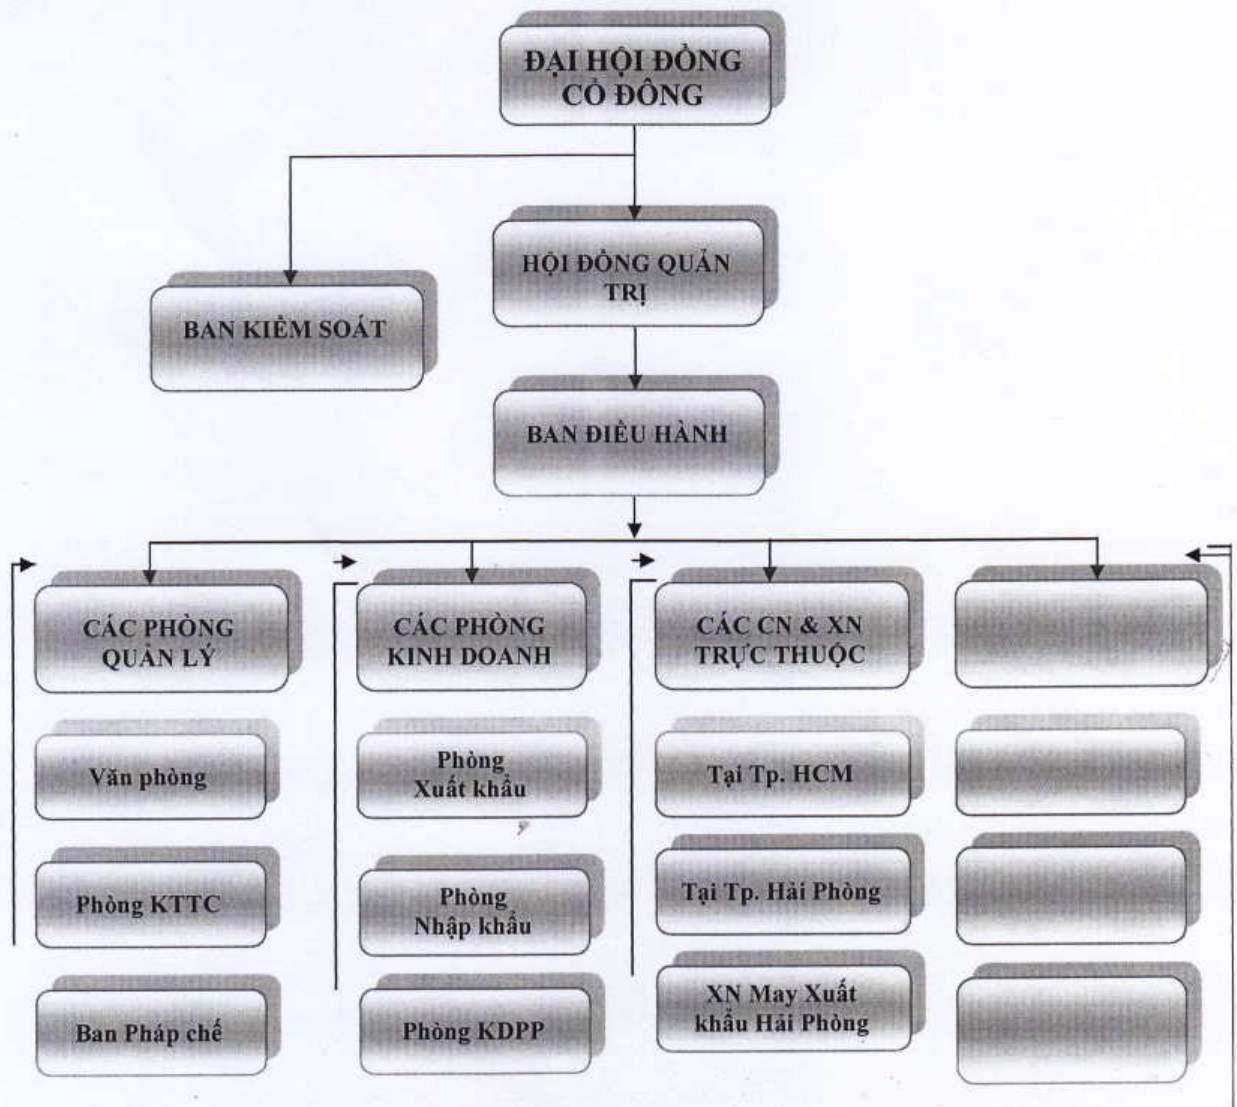 ĐẠI HỘI ĐỒNG
CỔ ĐÔNG
HỘI ĐỒNG QUẢN
TRỊ
BAN KIỂM SOÁT
BAN ĐIỀU HÀNH
CÁC PHÒNG
QUẢN LÝ
CÁC PHÒNG
KINH DOANH
CÁC CN & XN
TRỰC THUỘC
Văn phòng
Phòng
Xuất khẩu
Tại Tp. HCM
Phòng KTTC
Phòng
Nhập khẩu
Tại Tp. Hải Phòng
Ban Pháp chế
Phòng KDPP
XN May Xuất
khẩu Hải Phòng